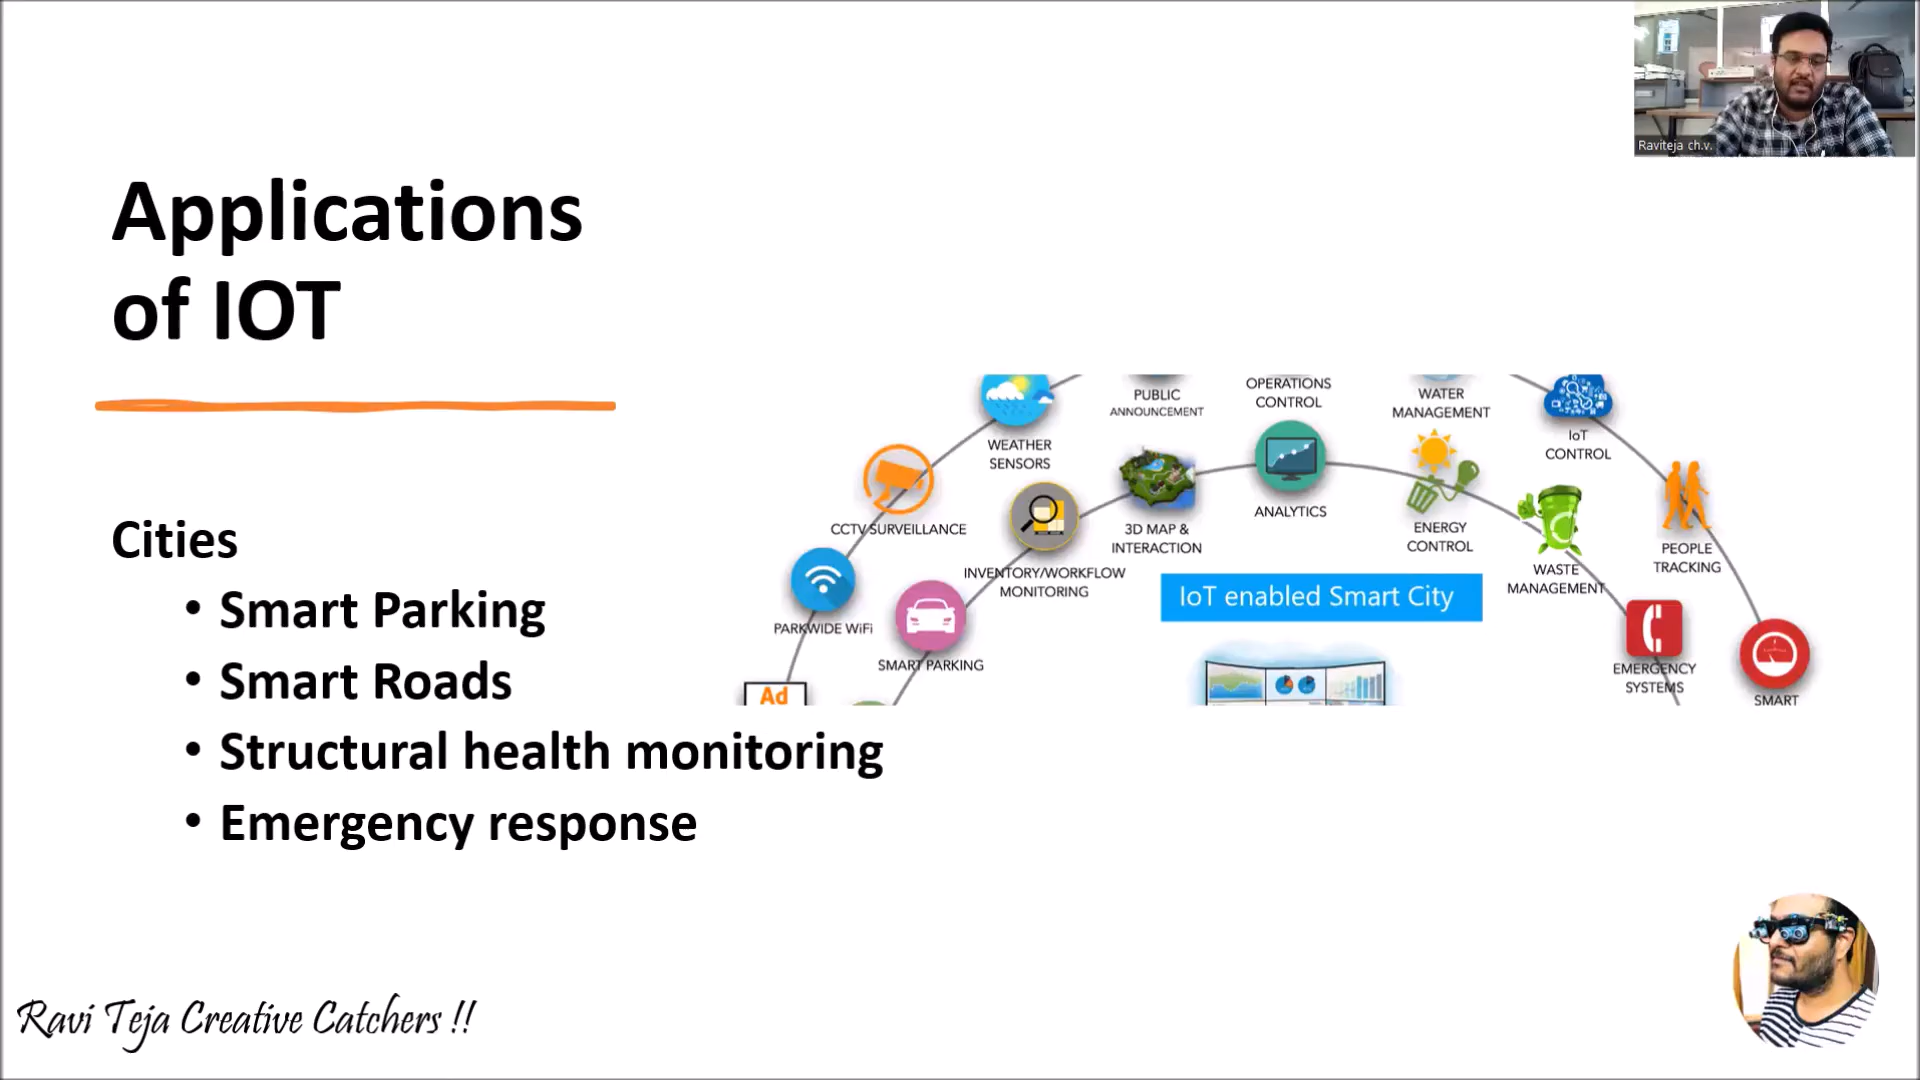 Raviteja ch.v.
Applications
of IOT
Cities
• Smart Parking
• Smart Roads
• Structural health monitoring
• Emergency response
PUBLIC
ANNOUNCEMENT
OPERATIONS
CONTROL
WATER
MANAGEMENT
IoT
CONTROL
WEATHER
SENSORS
CCTV SURVEILLANCE
INVENTORY/WORKFLOW
MONITORING
3D MAP &
INTERACTION
ANALYTICS
ENERGY
CONTROL
WASTE
MANAGEMENT
PEOPLE
TRACKING
PARKWIDE WiFi
SMART PARKING
IoT enabled Smart City
EMERGENCY
SYSTEMS
SMART
Ad
Ravi Teja Creative Catchers !!